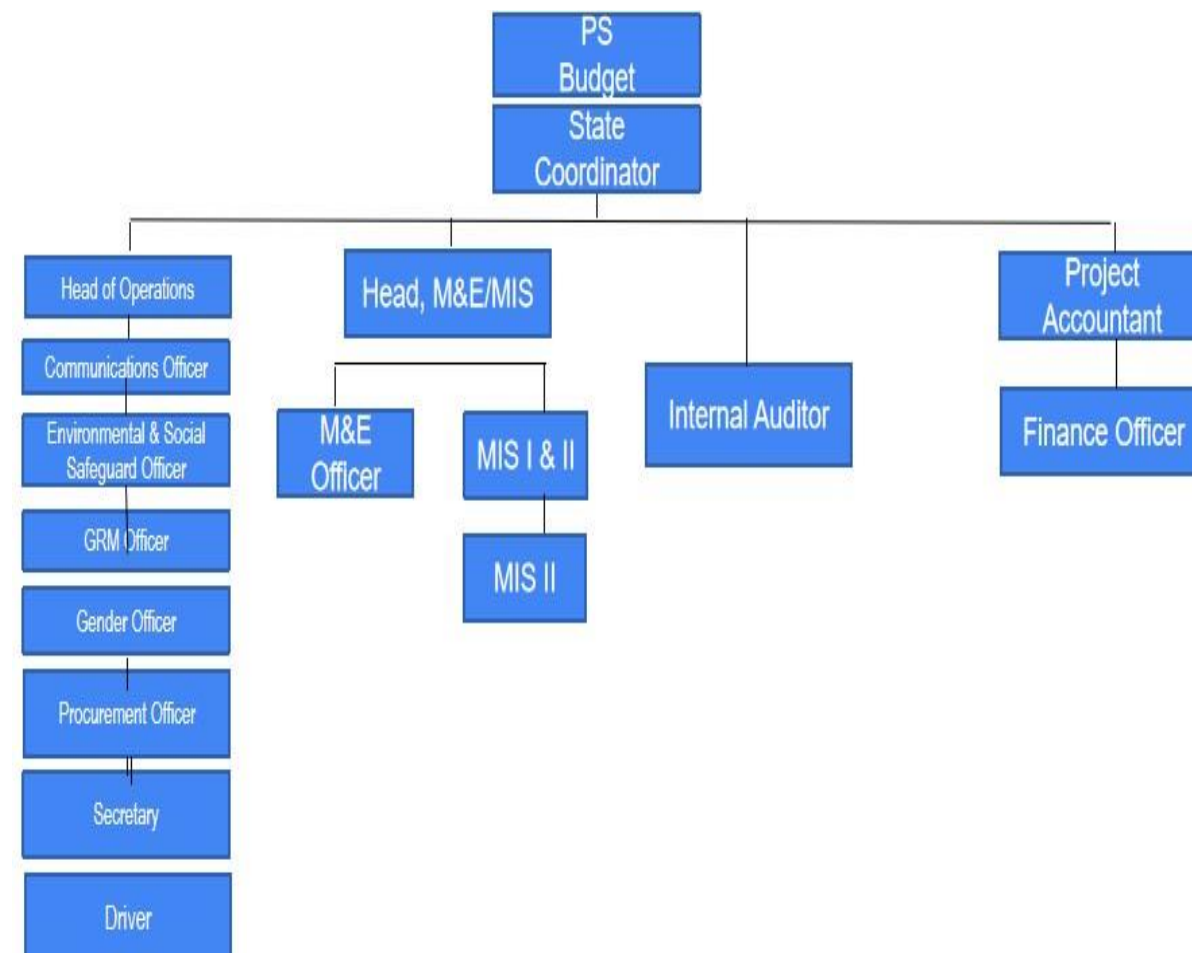 PS
Budget
State
Coordinator
Head of Operations
Communications Officer
Environmental & Social
Safeguard Officer
GRM Officer
Gender Officer
Procurement Officer
Secretary
Driver
Head, M&E/MIS
M&E
Officer
MIS I & II
MIS II
Internal Auditor
Project
Accountant
Finance Officer